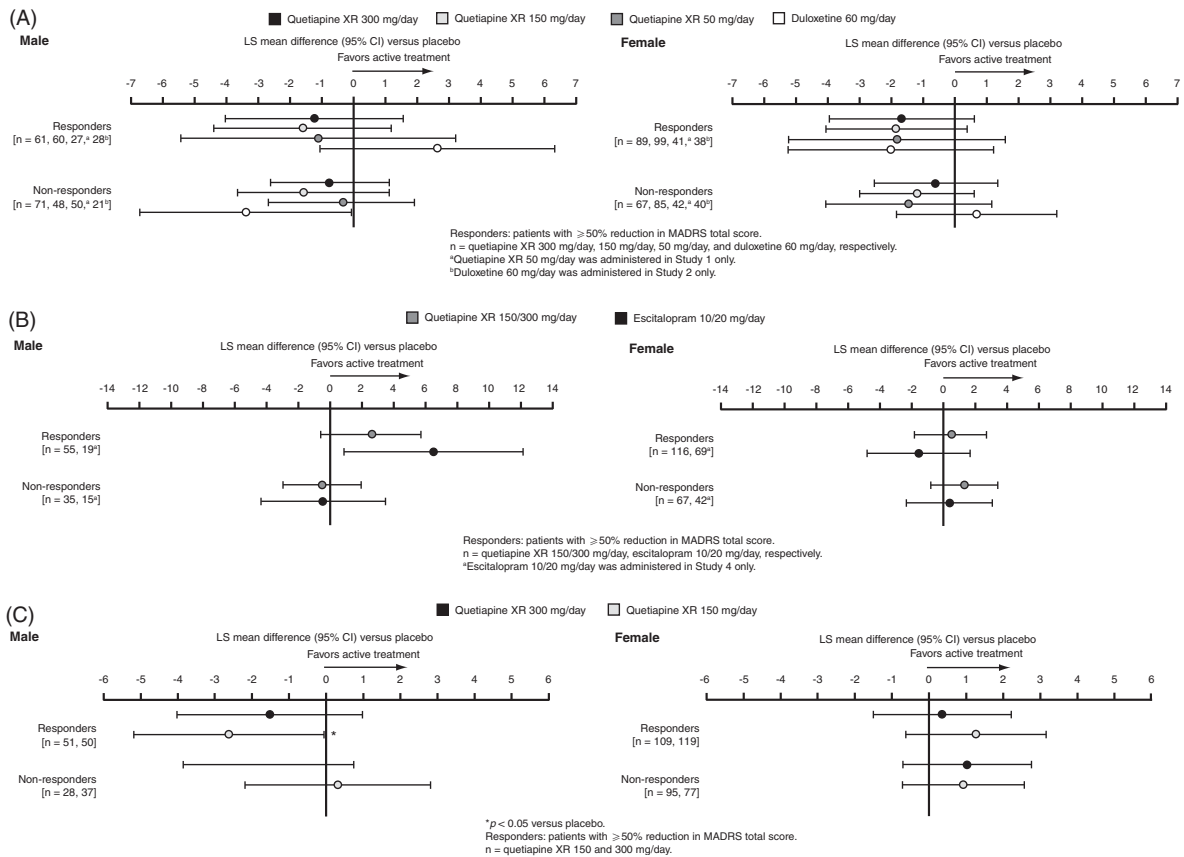 (A)
Quetiapine XR 300 mg/day Quetiapine XR 150 mg/day Quetiapine XR 50 mg/day Duloxetine 60 mg/day
Male
LS mean difference (95% CI) versus placebo
Favors active treatment
-7 -6 -5 -4 -3 -2 -1 0 1 2 3 4 5 6 7
Responders
[n = 61, 60, 27,ᵃ 28ᵇ]
Non-responders
[n = 71, 48, 50,ᵃ 21ᵇ]
Female
LS mean difference (95% CI) versus placebo
Favors active treatment
-7 -6 -5 -4 -3 -2 -1 0 1 2 3 4 5 6 7
Responders
[n = 89, 99, 41,ᵃ 38ᵇ]
Non-responders
[n = 67, 85, 42,ᵃ 40ᵇ]
Responders: patients with ⩾50% reduction in MADRS total score.
n = quetiapine XR 300 mg/day, 150 mg/day, 50 mg/day, and duloxetine 60 mg/day, respectively.
ᵃQuetiapine XR 50 mg/day was administered in Study 1 only.
ᵇDuloxetine 60 mg/day was administered in Study 2 only.
(B)
Quetiapine XR 150/300 mg/day Escitalopram 10/20 mg/day
Male
LS mean difference (95% CI) versus placebo
Favors active treatment
-14 -12 -10 -8 -6 -4 -2 0 2 4 6 8 10 12 14
Responders
[n = 55, 19ᵃ]
Non-responders
[n = 35, 15ᵃ]
Female
LS mean difference (95% CI) versus placebo
Favors active treatment
-14 -12 -10 -8 -6 -4 -2 0 2 4 6 8 10 12 14
Responders
[n = 116, 69ᵃ]
Non-responders
[n = 67, 42ᵃ]
Responders: patients with ⩾50% reduction in MADRS total score.
n = quetiapine XR 150/300 mg/day, escitalopram 10/20 mg/day, respectively.
ᵃEscitalopram 10/20 mg/day was administered in Study 4 only.
(C)
Quetiapine XR 300 mg/day Quetiapine XR 150 mg/day
Male
LS mean difference (95% CI) versus placebo
Favors active treatment
-6 -5 -4 -3 -2 -1 0 1 2 3 4 5 6
Responders
[n = 51, 50]
*
Non-responders
[n = 28, 37]
Female
LS mean difference (95% CI) versus placebo
Favors active treatment
-6 -5 -4 -3 -2 -1 0 1 2 3 4 5 6
Responders
[n = 109, 119]
Non-responders
[n = 95, 77]
*p < 0.05 versus placebo.
Responders: patients with ⩾50% reduction in MADRS total score.
n = quetiapine XR 150 and 300 mg/day.